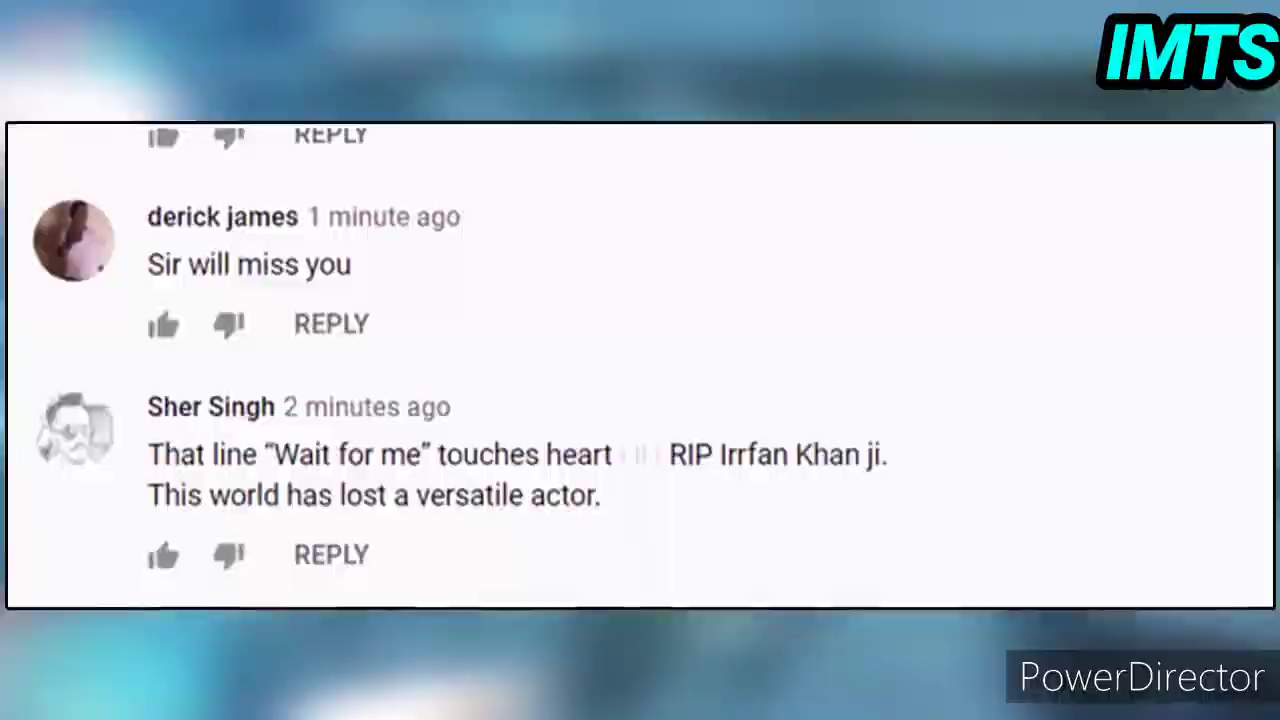 IMTS
REPLY
derick james 1 minute ago
Sir will miss you
REPLY
Sher Singh 2 minutes ago
That line “Wait for me” touches heart RIP Irrfan Khan ji.
This world has lost a versatile actor.
REPLY
PowerDirector